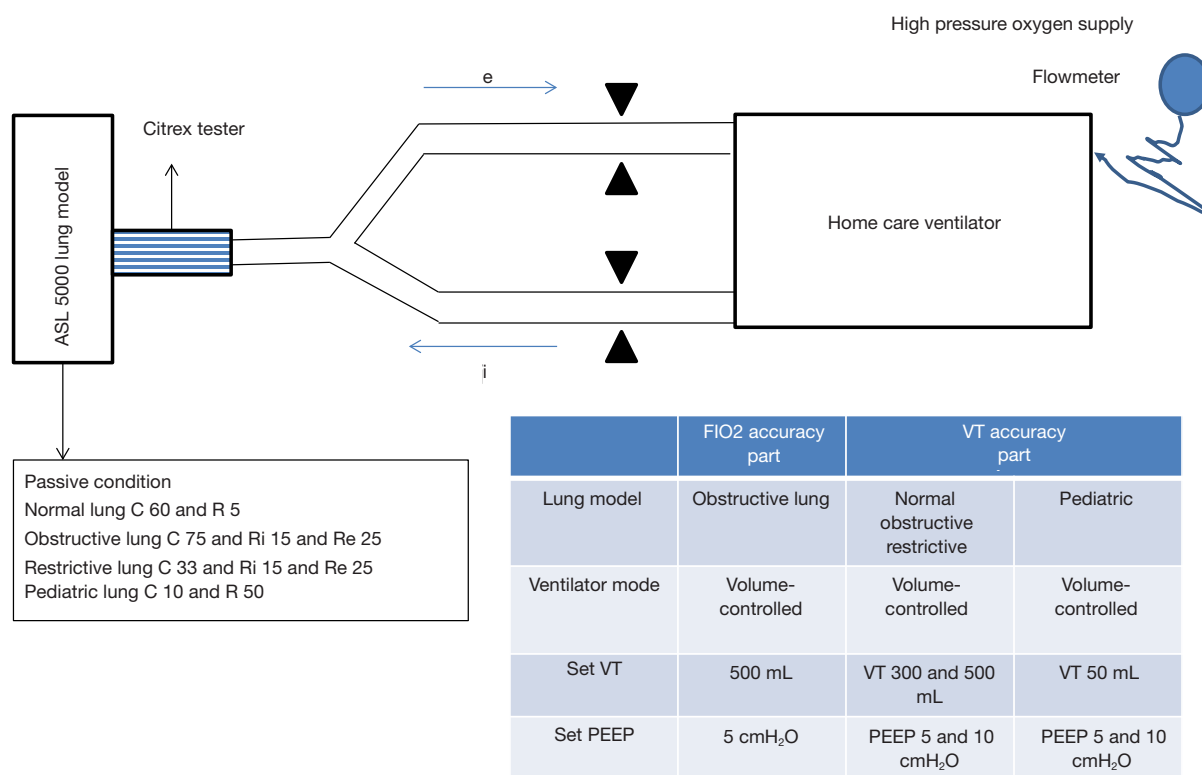 High pressure oxygen supply
Flowmeter
e
Citrex tester
ASL 5000 lung model
Home care ventilator
i
Passive condition
Normal lung C 60 and R 5
Obstructive lung C 75 and Ri 15 and Re 25
Restrictive lung C 33 and Ri 15 and Re 25
Pediatric lung C 10 and R 50
FIO2 accuracy
part
VT accuracy
part
Lung model
Obstructive lung
Normal
obstructive
restrictive
Pediatric
Ventilator mode
Volume-
controlled
Volume-
controlled
Volume-
controlled
Set VT
500 mL
VT 300 and 500
mL
VT 50 mL
Set PEEP
5 cmH₂O
PEEP 5 and 10
cmH₂O
PEEP 5 and 10
cmH₂O